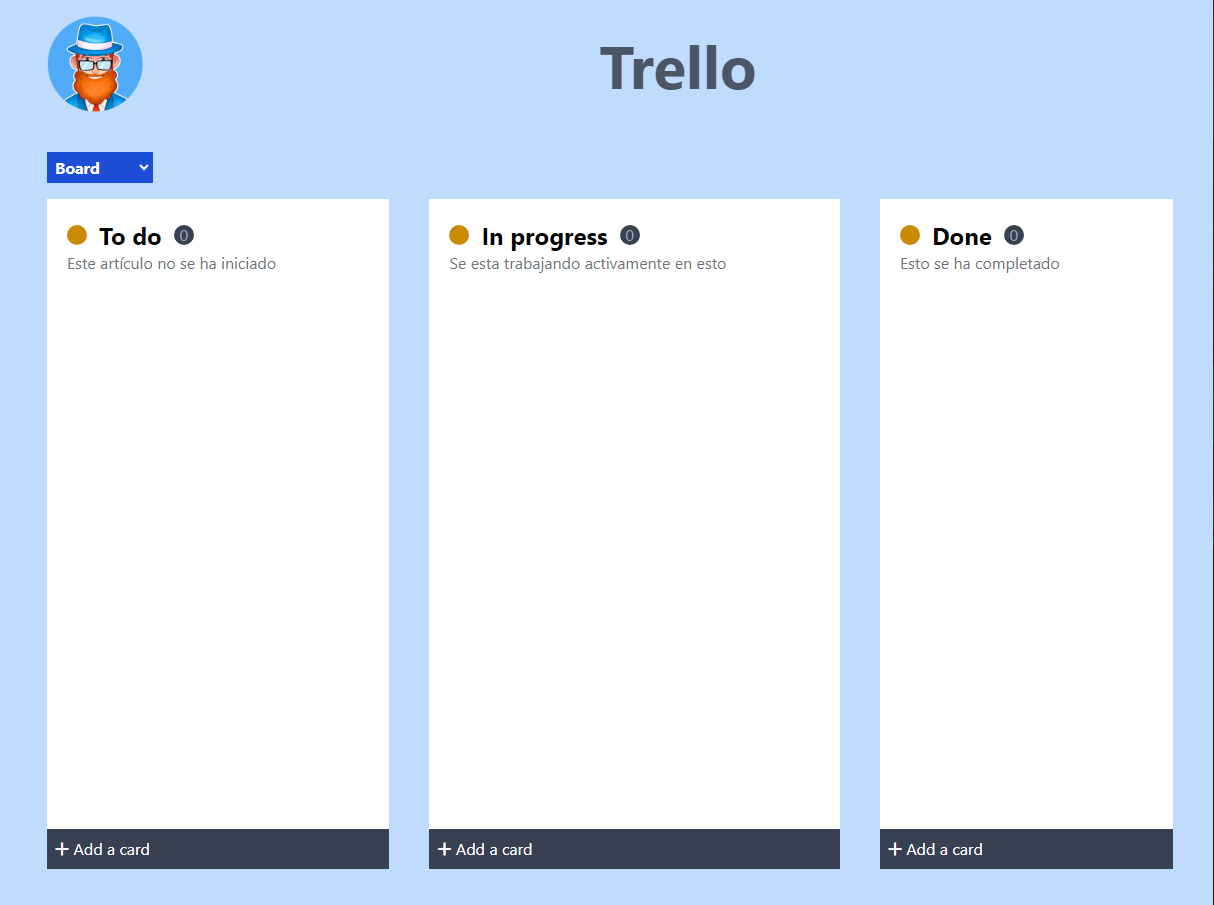 Trello
Board
To do 0
Este artículo no se ha iniciado
In progress 0
Se esta trabajando activamente en esto
Done 0
Esto se ha completado
+ Add a card
+ Add a card
+ Add a card